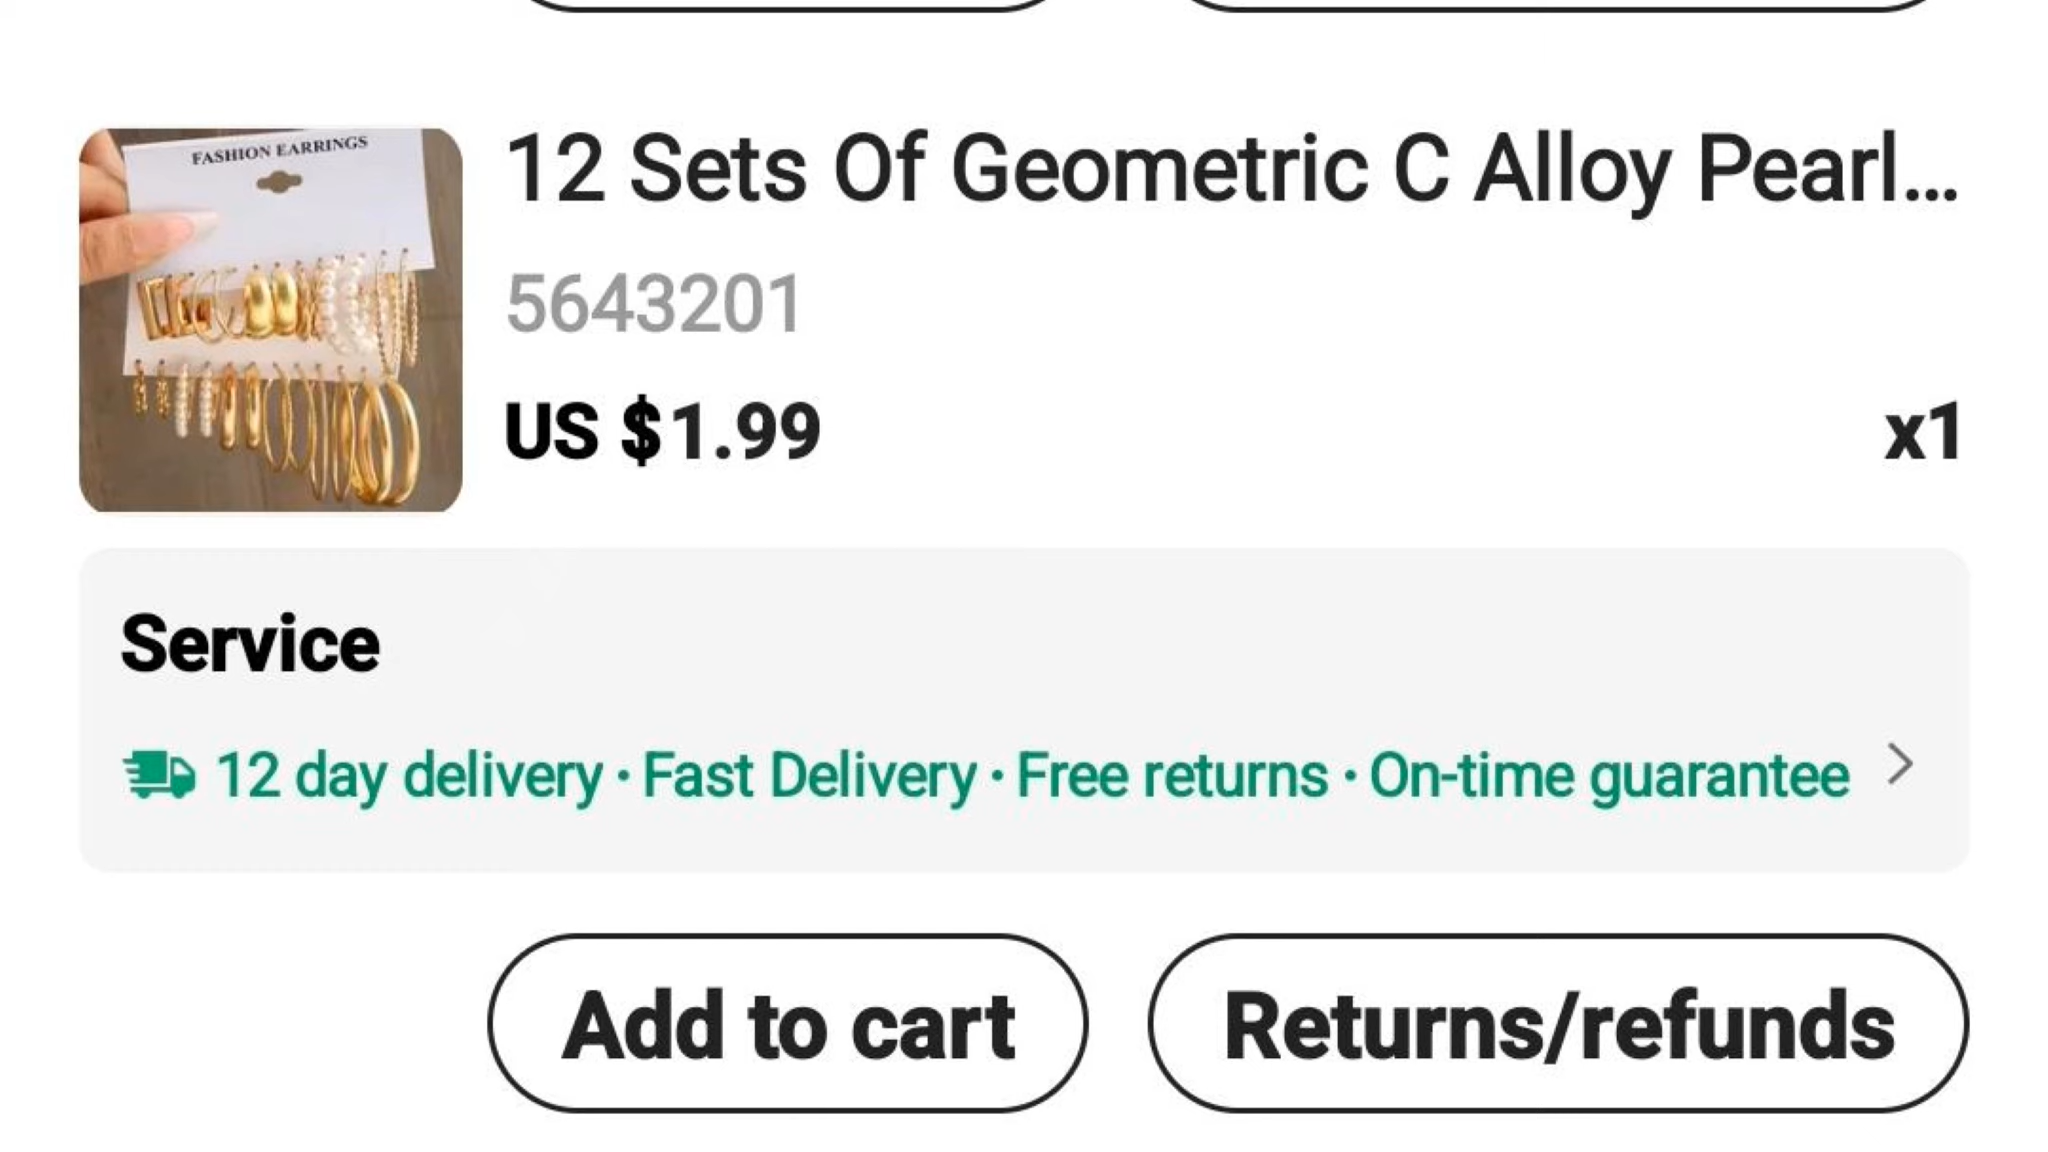 FASHION EARRINGS
12 Sets Of Geometric C Alloy Pearl...
5643201
US $1.99
x1
Service
12 day delivery · Fast Delivery · Free returns · On-time guarantee
Add to cart
Returns/refunds